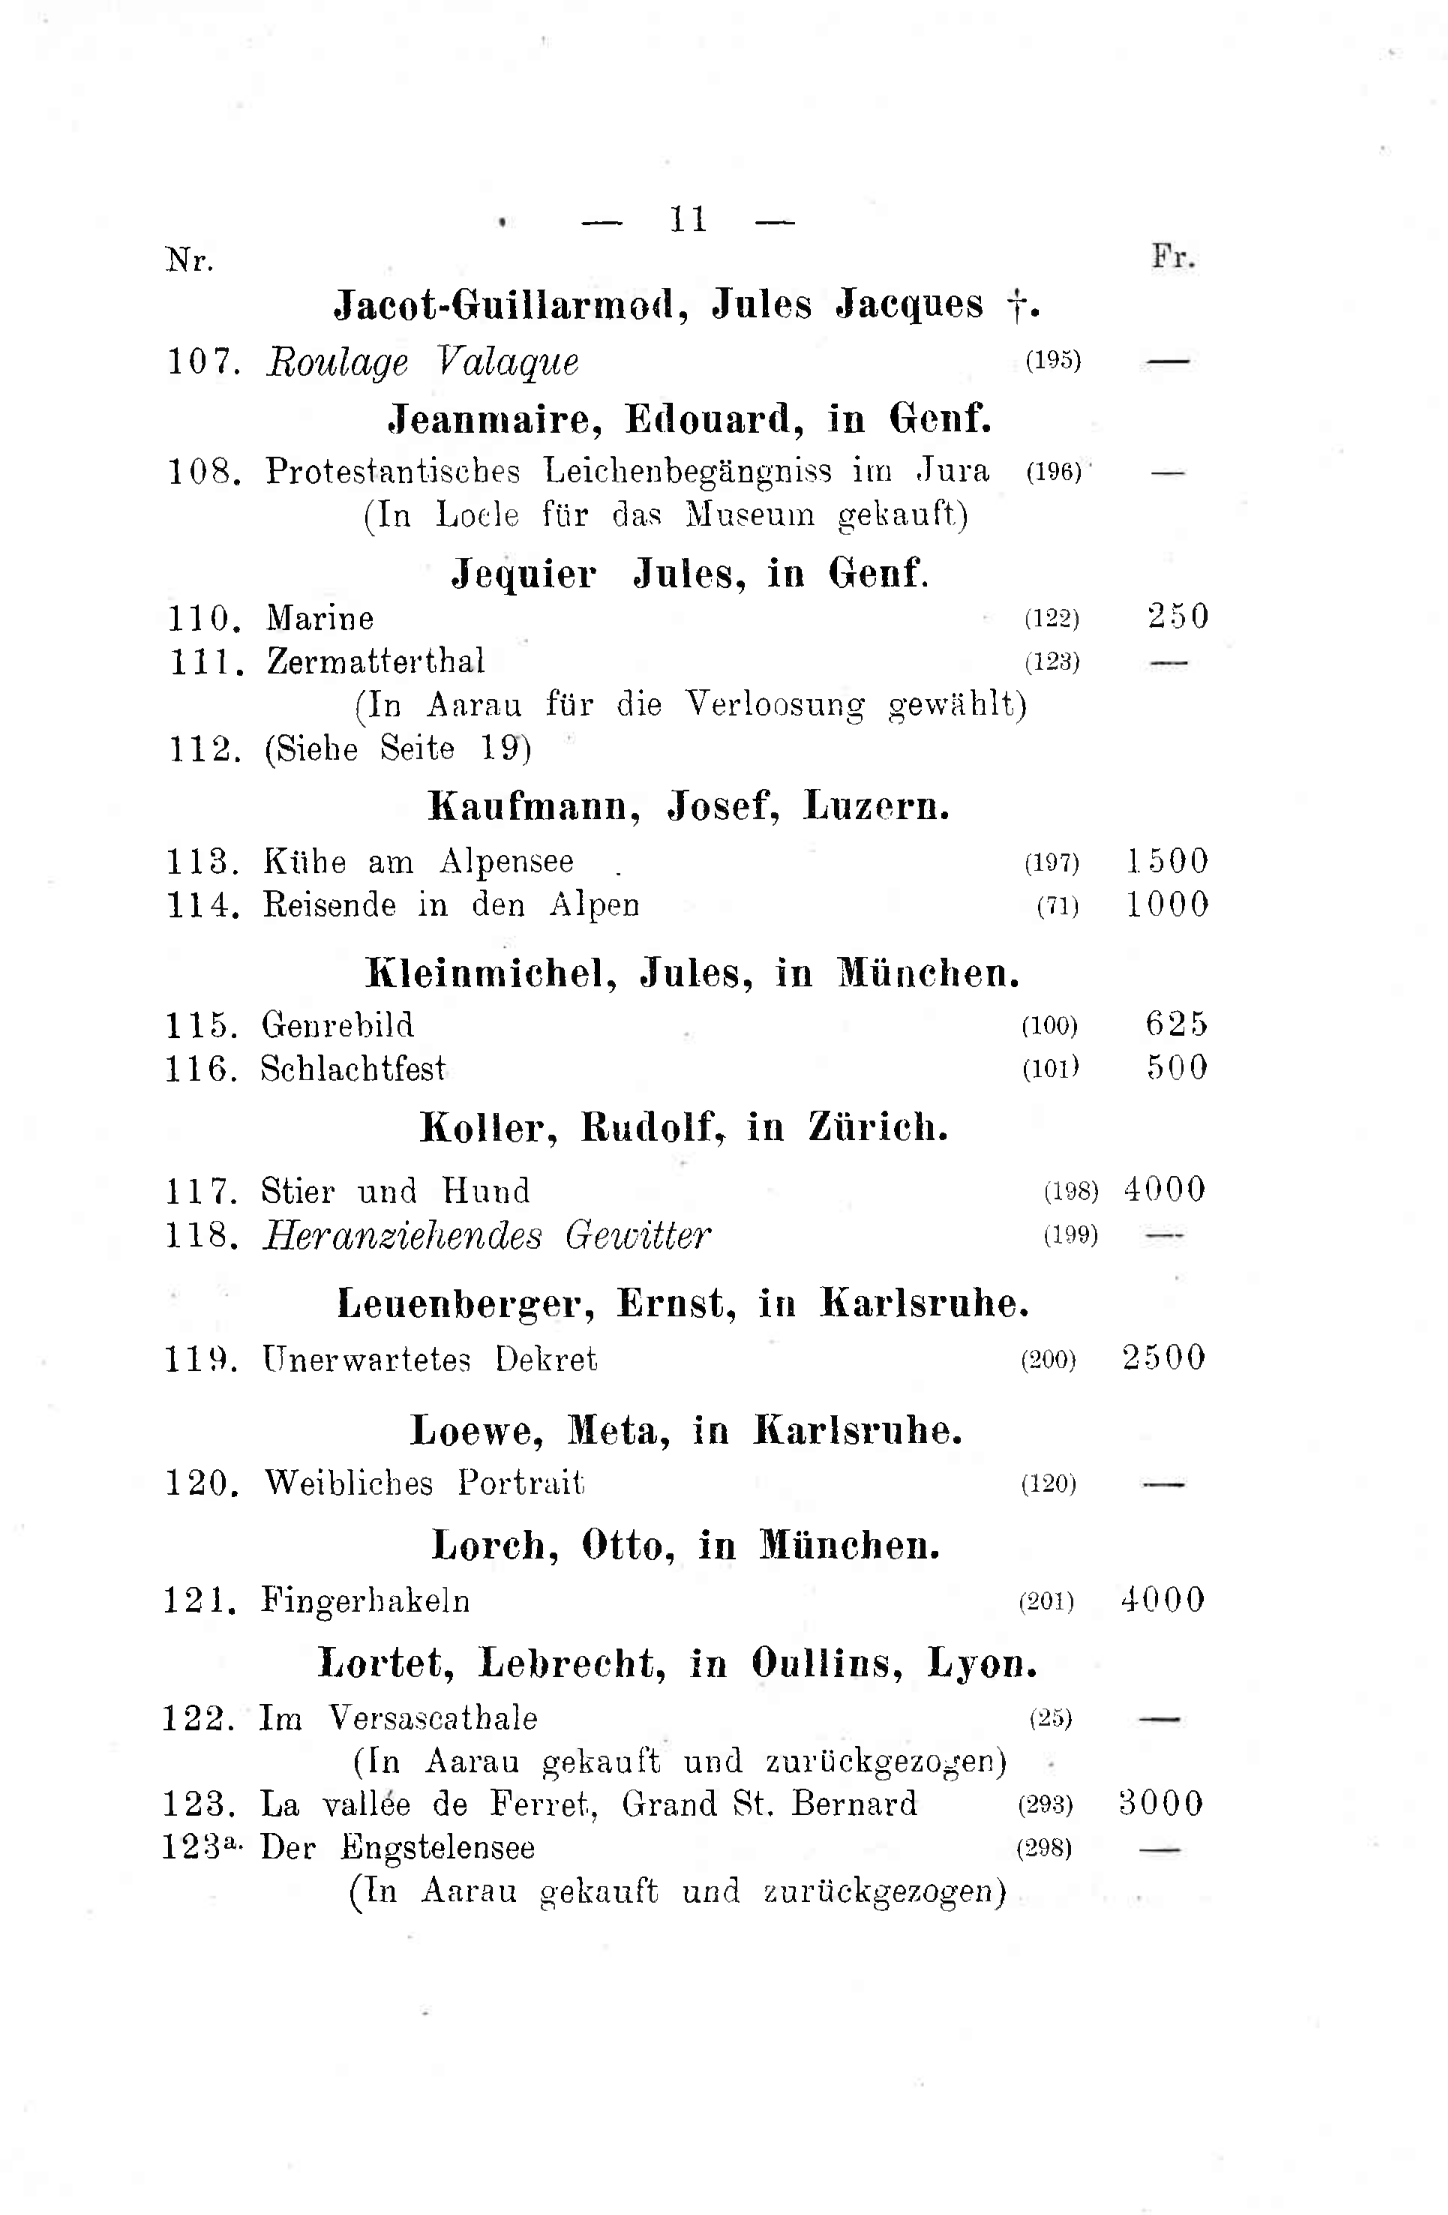 — 11 —
Nr. Fr.
Jacot-Guillarmod, Jules Jacques †.
107. Roulage Valaque (195) —
Jeanmaire, Edouard, in Genf.
108. Protestantisches Leichenbegängniss im Jura (196) —
(In Locle für das Museum gekauft)
Jequier Jules, in Genf.
110. Marine (122) 250
111. Zermatterthal (123) —
(In Aarau für die Verloosung gewählt)
112. (Siehe Seite 19)
Kaufmann, Josef, Luzern.
113. Kühe am Alpensee (197) 1500
114. Reisende in den Alpen (71) 1000
Kleinmichel, Jules, in München.
115. Genrebild (100) 625
116. Schlachtfest (101) 500
Koller, Rudolf, in Zürich.
117. Stier und Hund (198) 4000
118. Heranziehendes Gewitter (199) —
Leuenberger, Ernst, in Karlsruhe.
119. Unerwartetes Dekret (200) 2500
Loewe, Meta, in Karlsruhe.
120. Weibliches Portrait (120) —
Lorch, Otto, in München.
121. Fingerhakeln (201) 4000
Lortet, Lebrecht, in Oullins, Lyon.
122. Im Versascathale (25) —
(In Aarau gekauft und zurückgezogen)
123. La vallée de Ferret, Grand St. Bernard (293) 3000
123a. Der Engstelensee (298) —
(In Aarau gekauft und zurückgezogen)